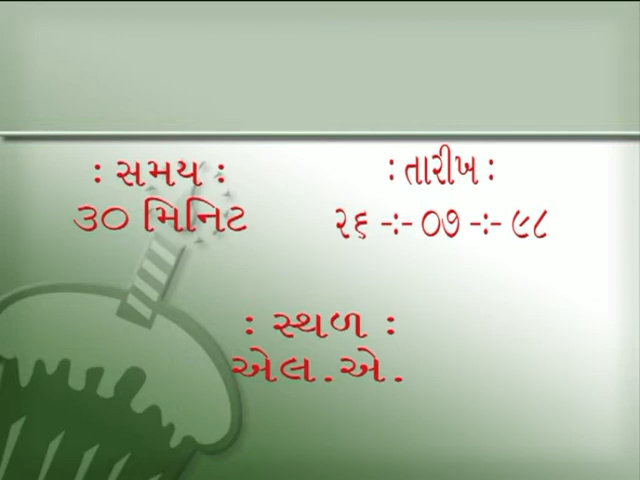 : સમય :
૩૦ મિનિટ
: તારીખ :
૨૬ -:- ૦૭ -:- ૯૮
: સ્થળ :
એલ.એ.